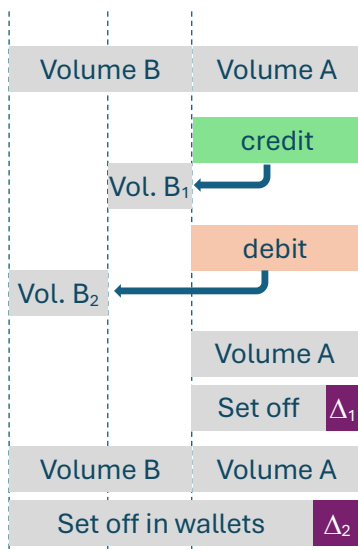 Volume B Volume A
credit
Vol. B₁
debit
Vol. B₂
Volume A
Set off Δ₁
Volume B Volume A
Set off in wallets Δ₂